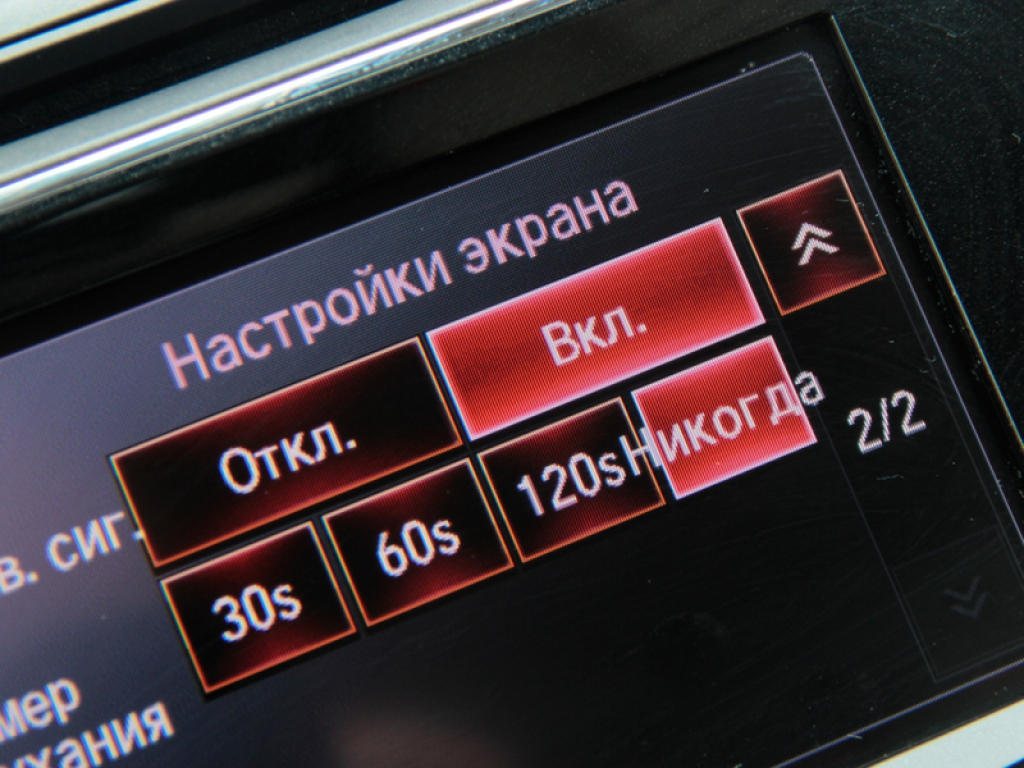 Настройки экрана
в. сиг. Откл. Вкл.
30s 60s 120s Никогда
2/2
мер
ухания